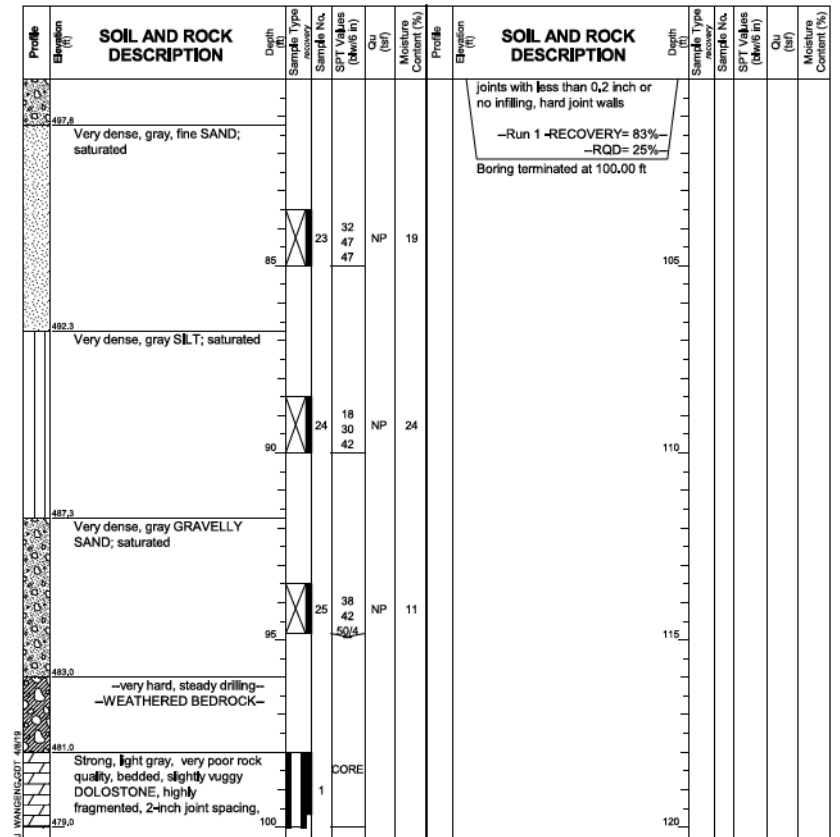 Profile
Elevation (ft)
SOIL AND ROCK
DESCRIPTION
Depth (ft)
Sample Type
recovery
Sample No.
SPT Values (blw/6 in)
Qu (tsf)
Moisture Content (%)
Profile
Elevation (ft)
SOIL AND ROCK
DESCRIPTION
Depth (ft)
Sample Type
recovery
Sample No.
SPT Values (blw/6 in)
Qu (tsf)
Moisture Content (%)
497.8
Very dense, gray, fine SAND;
saturated
23
32
47
47
NP
19
85
492.3
Very dense, gray SILT; saturated
24
18
30
42
NP
24
90
487.3
Very dense, gray GRAVELLY
SAND; saturated
25
38
42
50/4
NP
11
95
483.0
--very hard, steady drilling--
--WEATHERED BEDROCK--
481.0
Strong, light gray, very poor rock
quality, bedded, slightly vuggy
DOLOSTONE, highly
fragmented, 2-inch joint spacing,
1
CORE
479.0
100
WANGENG.GDT 4/8/19
joints with less than 0.2 inch or
no infilling, hard joint walls
--Run 1 -RECOVERY= 83%--
--RQD= 25%--
Boring terminated at 100.00 ft
105
110
115
120